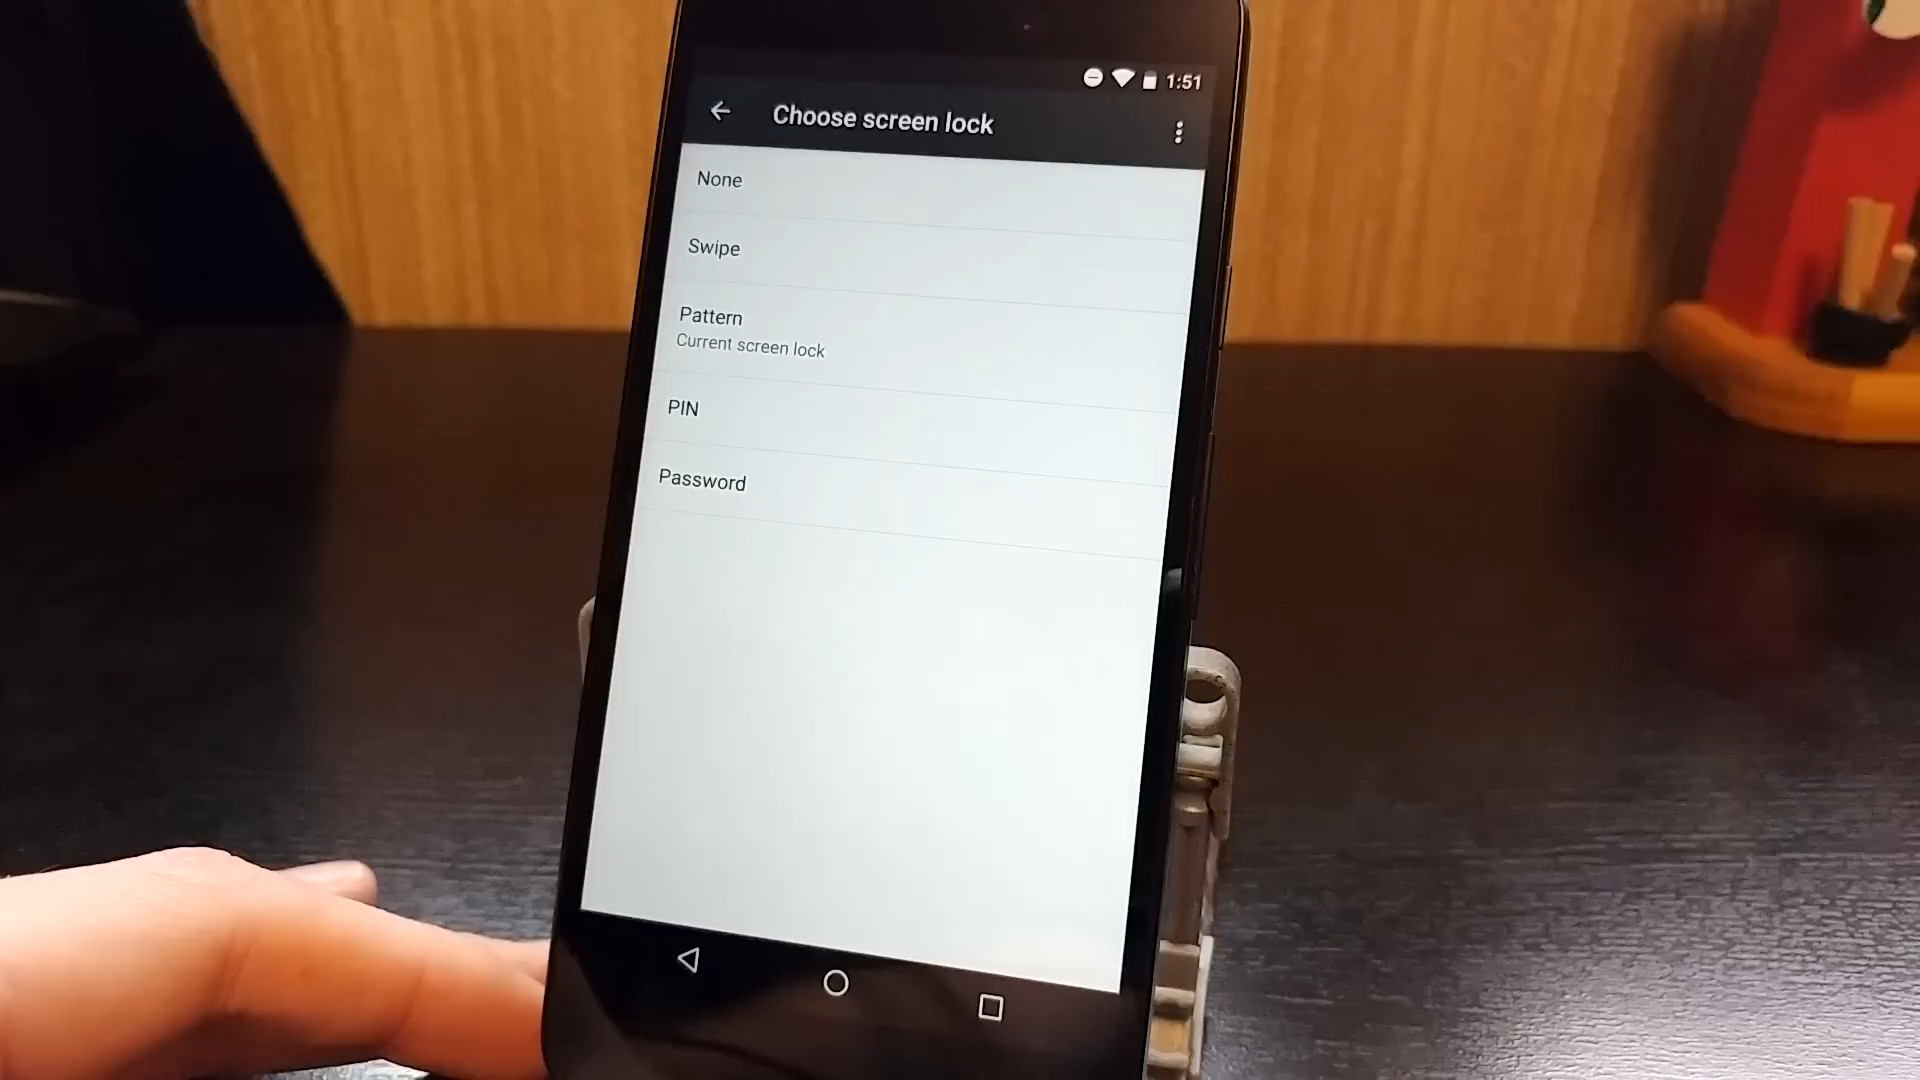 1:51
Choose screen lock
None
Swipe
Pattern
Current screen lock
PIN
Password